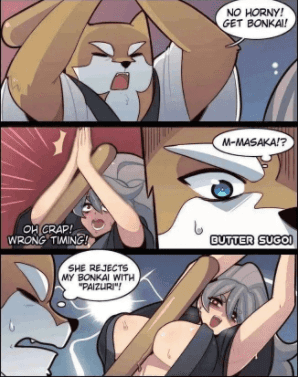 NO HORNY!
GET BONKAI!
M-MASAKA!?
OH CRAP!
WRONG TIMING!
BUTTER SUGOI
SHE REJECTS
MY BONKAI WITH
"PAIZURI"!